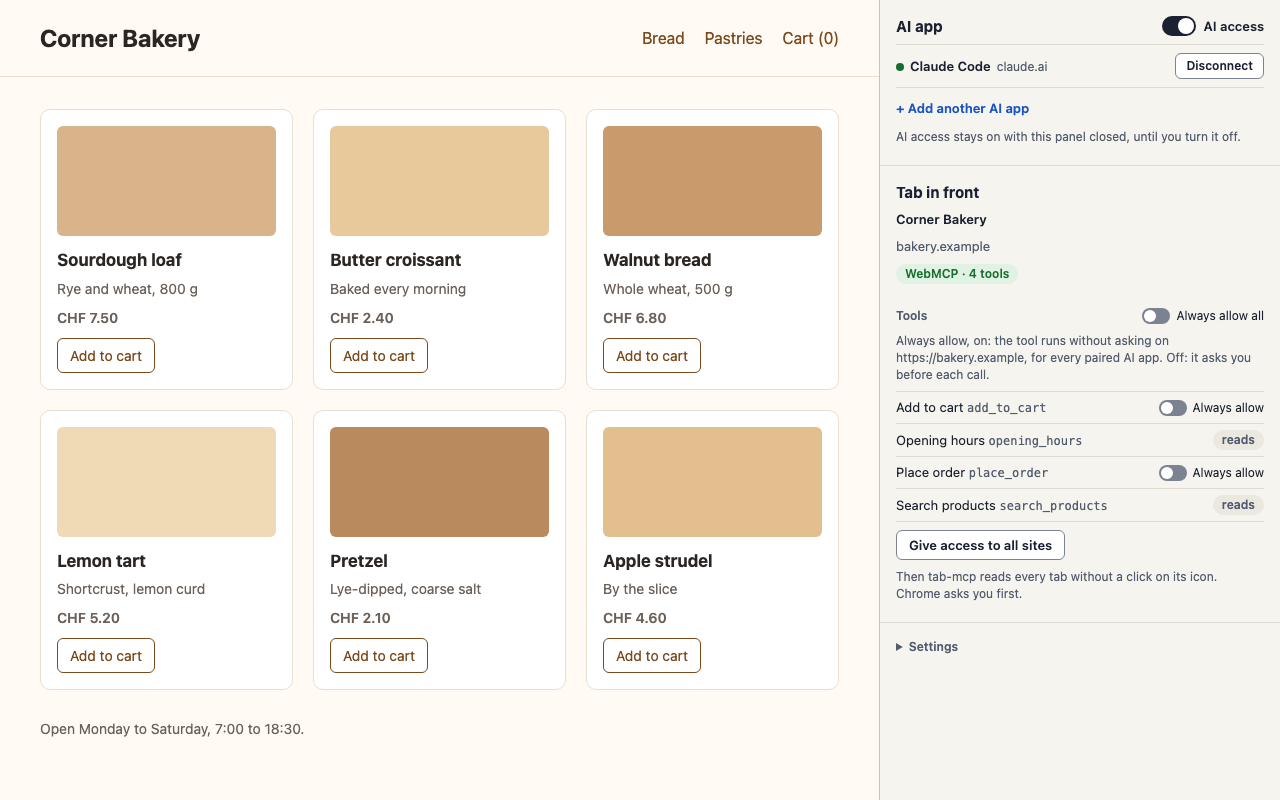 Corner Bakery
Bread
Pastries
Cart (0)
Sourdough loaf
Rye and wheat, 800 g
CHF 7.50
Add to cart
Butter croissant
Baked every morning
CHF 2.40
Add to cart
Walnut bread
Whole wheat, 500 g
CHF 6.80
Add to cart
Lemon tart
Shortcrust, lemon curd
CHF 5.20
Add to cart
Pretzel
Lye-dipped, coarse salt
CHF 2.10
Add to cart
Apple strudel
By the slice
CHF 4.60
Add to cart
Open Monday to Saturday, 7:00 to 18:30.
AI app
AI access
Claude Code claude.ai
Disconnect
+ Add another AI app
AI access stays on with this panel closed, until you turn it off.
Tab in front
Corner Bakery
bakery.example
WebMCP · 4 tools
Tools
Always allow all
Always allow, on: the tool runs without asking on
https://bakery.example, for every paired AI app. Off: it asks you
before each call.
Add to cart add_to_cart
Always allow
Opening hours opening_hours
reads
Place order place_order
Always allow
Search products search_products
reads
Give access to all sites
Then tab-mcp reads every tab without a click on its icon.
Chrome asks you first.
Settings